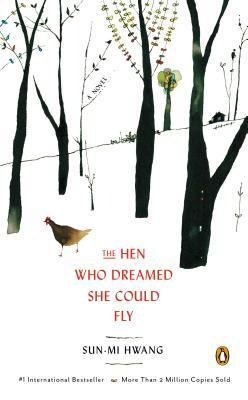 A NOVEL
THE HEN
WHO DREAMED
SHE COULD
FLY
SUN-MI HWANG
#1 International Bestseller • More Than 2 Million Copies Sold